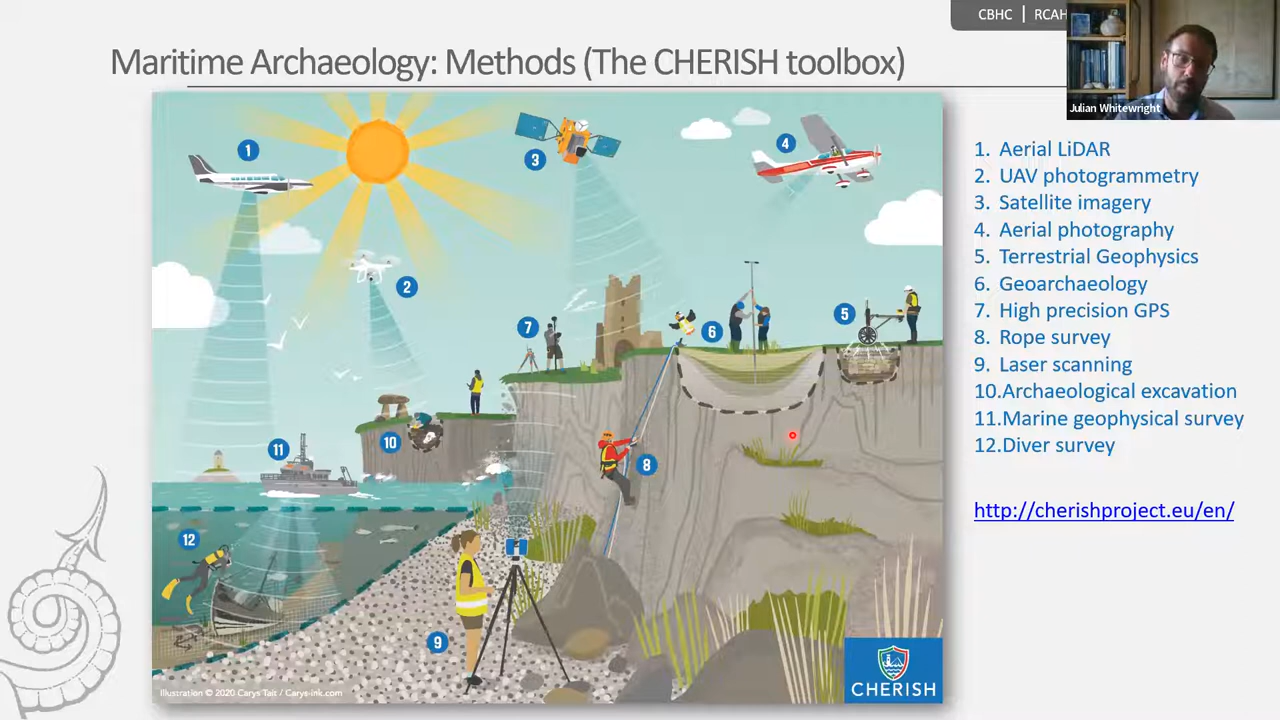 CBHC | RCAH
Maritime Archaeology: Methods (The CHERISH toolbox)
Julian Whitewright
1
2
3
4
5
6
7
8
9
10
11
12
1. Aerial LiDAR
2. UAV photogrammetry
3. Satellite imagery
4. Aerial photography
5. Terrestrial Geophysics
6. Geoarchaeology
7. High precision GPS
8. Rope survey
9. Laser scanning
10.Archaeological excavation
11.Marine geophysical survey
12.Diver survey
http://cherishproject.eu/en/
Illustration © 2020 Carys Tait / Carys-ink.com
CHERISH